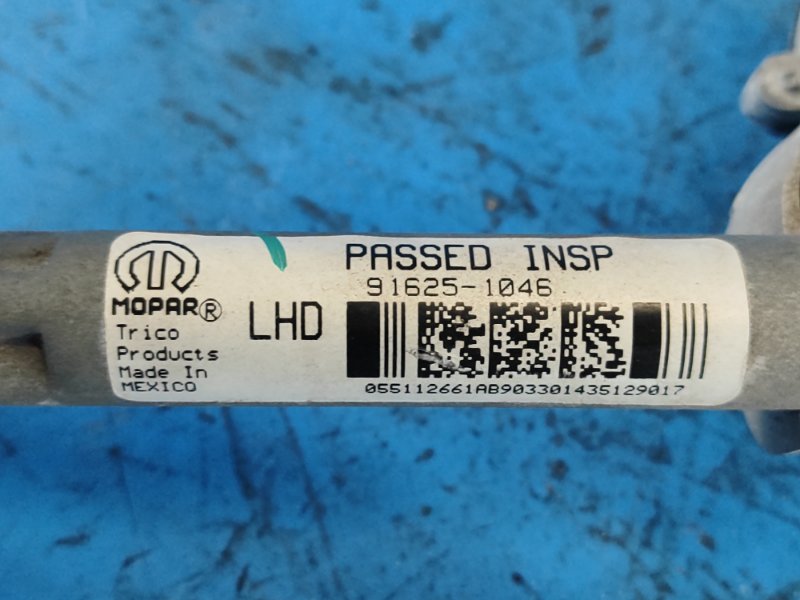 MOPAR®
Trico
Products
Made In
MEXICO
LHD
PASSED INSP
91625-1046
055112661AB903301435129017